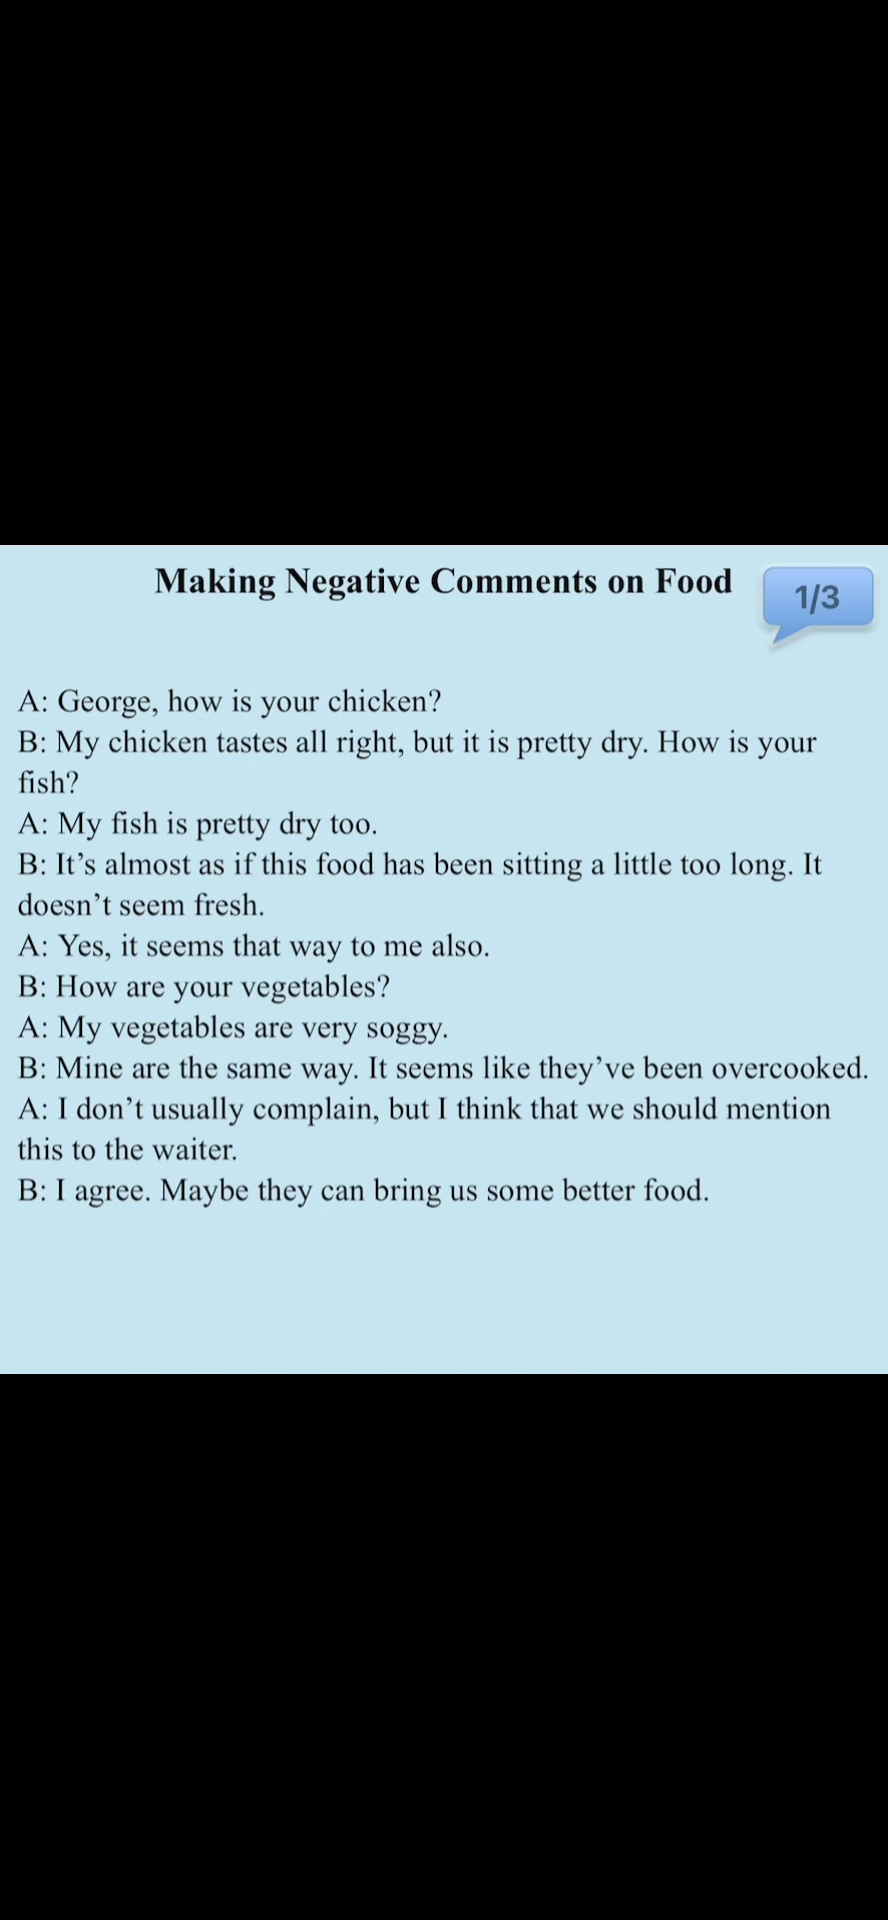 Making Negative Comments on Food
1/3
A: George, how is your chicken?
B: My chicken tastes all right, but it is pretty dry. How is your
fish?
A: My fish is pretty dry too.
B: It’s almost as if this food has been sitting a little too long. It
doesn’t seem fresh.
A: Yes, it seems that way to me also.
B: How are your vegetables?
A: My vegetables are very soggy.
B: Mine are the same way. It seems like they’ve been overcooked.
A: I don’t usually complain, but I think that we should mention
this to the waiter.
B: I agree. Maybe they can bring us some better food.